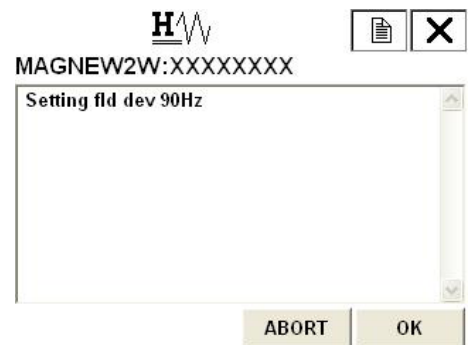 H
MAGNEW2W:XXXXXXXX
Setting fld dev 90Hz
ABORT
OK